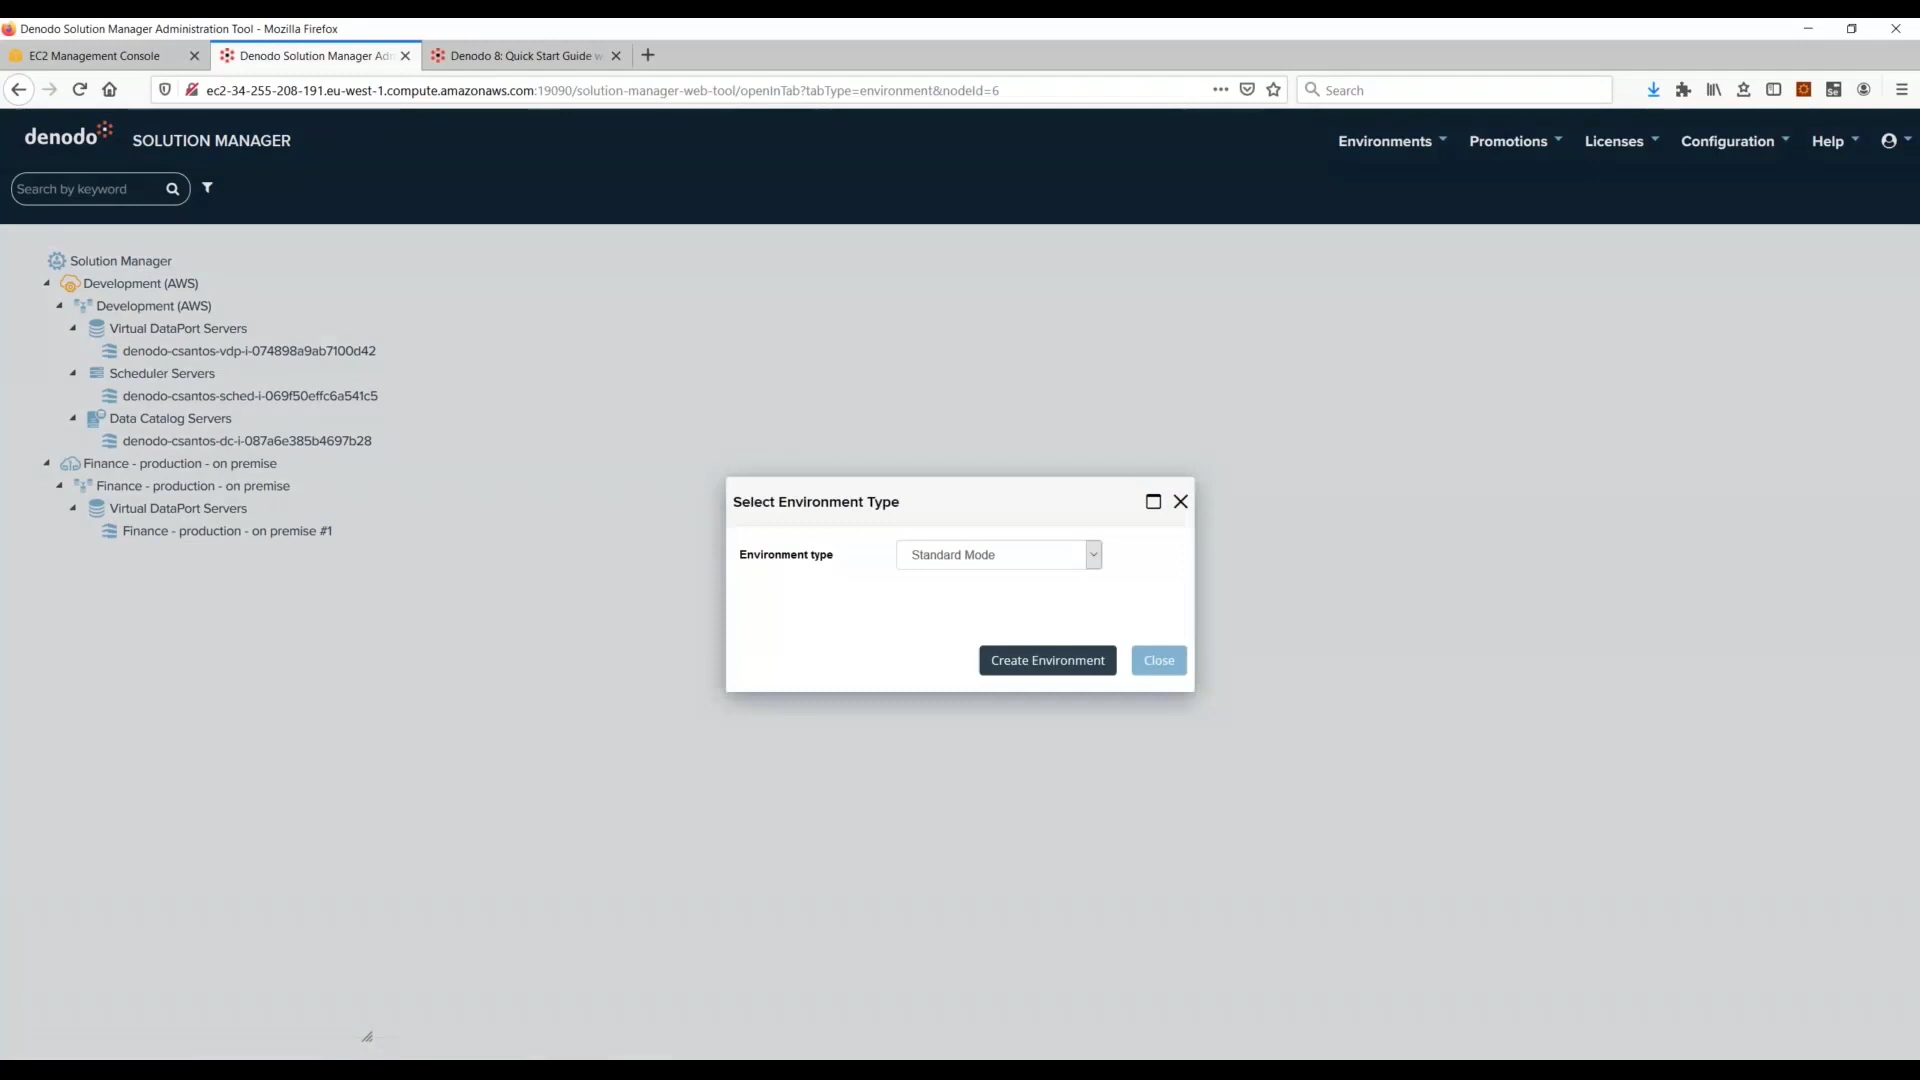 Denodo Solution Manager Administration Tool - Mozilla Firefox
EC2 Management Console
Denodo Solution Manager Adm
Denodo 8: Quick Start Guide w
ec2-34-255-208-191.eu-west-1.compute.amazonaws.com:19090/solution-manager-web-tool/openInTab?tabType=environment&nodeId=6
Search
denodo SOLUTION MANAGER
Environments
Promotions
Licenses
Configuration
Help
Search by keyword
Solution Manager
Development (AWS)
Development (AWS)
Virtual DataPort Servers
denodo-csantos-vdp-i-074898a9ab7100d42
Scheduler Servers
denodo-csantos-sched-i-069f50effc6a541c5
Data Catalog Servers
denodo-csantos-dc-i-087a6e385b4697b28
Finance - production - on premise
Finance - production - on premise
Virtual DataPort Servers
Finance - production - on premise #1
Select Environment Type
Environment type
Standard Mode
Create Environment
Close